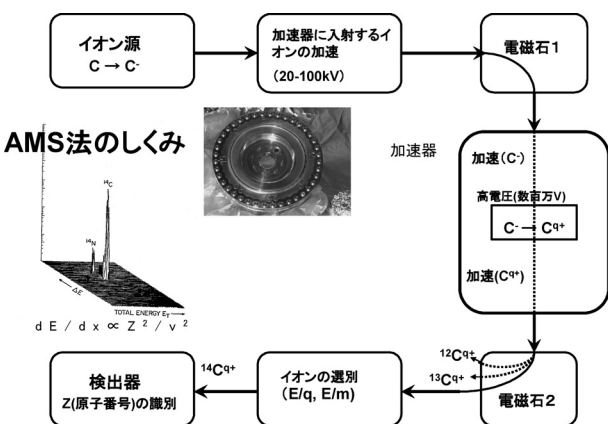 イオン源
C → C-
加速器に入射するイ
オンの加速
(20-100kV)
電磁石1
AMS法のしくみ
加速器
加速(C-)
高電圧(数百万V)
C- → Cq+
加速(Cq+)
14C
14N
ΔE
TOTAL ENERGY ET
dE/dx ∝ Z2/v2
検出器
Z(原子番号)の識別
14Cq+
イオンの選別
(E/q, E/m)
12Cq+
13Cq+
電磁石2